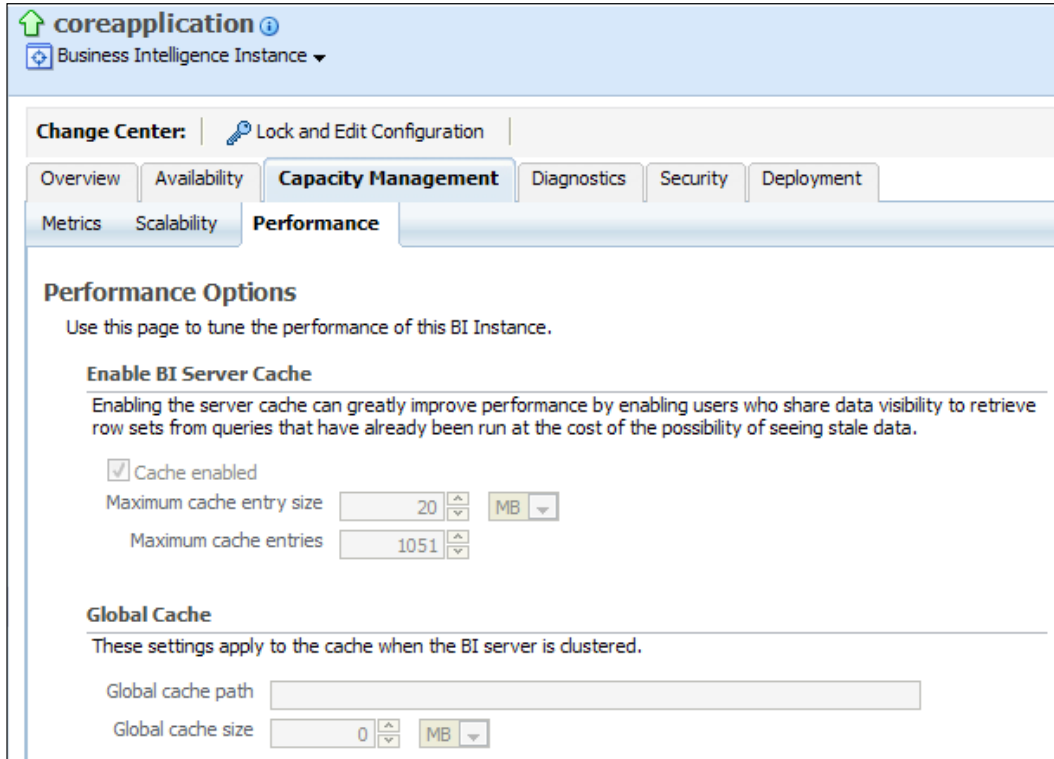 coreapplication
Business Intelligence Instance
Change Center: Lock and Edit Configuration
Overview Availability Capacity Management Diagnostics Security Deployment
Metrics Scalability Performance
Performance Options
Use this page to tune the performance of this BI Instance.
Enable BI Server Cache
Enabling the server cache can greatly improve performance by enabling users who share data visibility to retrieve
row sets from queries that have already been run at the cost of the possibility of seeing stale data.
Cache enabled
Maximum cache entry size 20 MB
Maximum cache entries 1051
Global Cache
These settings apply to the cache when the BI server is clustered.
Global cache path
Global cache size 0 MB